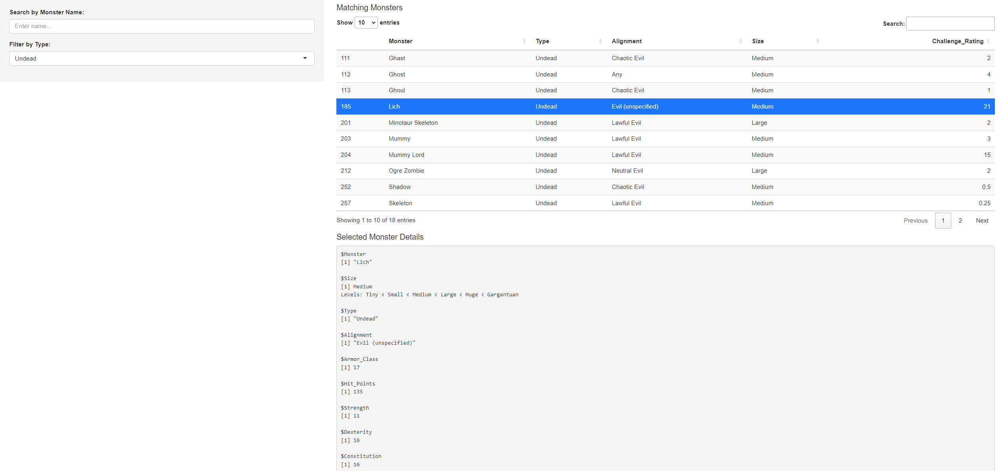 Search by Monster Name:
Enter name...
Filter by Type:
Undead
Matching Monsters
Show 10 entries
Search:
Monster Type Alignment Size Challenge_Rating
111 Ghast Undead Chaotic Evil Medium 2
112 Ghost Undead Any Medium 4
113 Ghoul Undead Chaotic Evil Medium 1
185 Lich Undead Evil (unspecified) Medium 21
201 Minotaur Skeleton Undead Lawful Evil Large 2
203 Mummy Undead Lawful Evil Medium 3
204 Mummy Lord Undead Lawful Evil Medium 15
212 Ogre Zombie Undead Neutral Evil Large 2
252 Shadow Undead Chaotic Evil Medium 0.5
257 Skeleton Undead Lawful Evil Medium 0.25
Showing 1 to 10 of 18 entries
Previous 1 2 Next
Selected Monster Details
$Monster
[1] "Lich"
$Size
[1] Medium
Levels: Tiny < Small < Medium < Large < Huge < Gargantuan
$Type
[1] "Undead"
$Alignment
[1] "Evil (unspecified)"
$Armor_Class
[1] 17
$Hit_Points
[1] 135
$Strength
[1] 11
$Dexterity
[1] 16
$Constitution
[1] 16